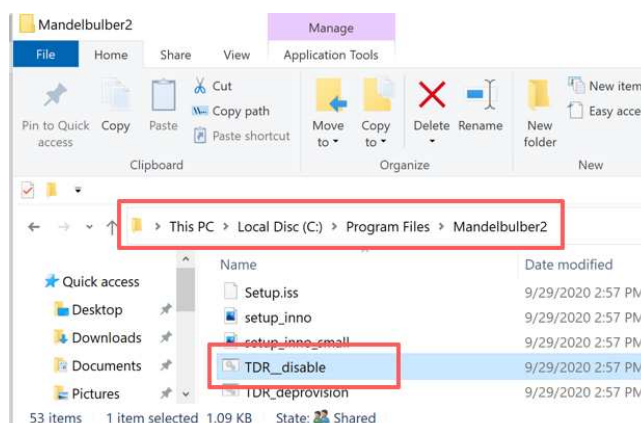 Mandelbulber2
Manage
File Home Share View Application Tools
Pin to Quick access
Copy
Paste
Cut
Copy path
Paste shortcut
Clipboard
Move to
Copy to
Delete
Rename
Organize
New folder
New item
Easy acce
New
This PC > Local Disc (C:) > Program Files > Mandelbulber2
Quick access
Desktop
Downloads
Documents
Pictures
Name Date modified
Setup.iss 9/29/2020 2:57 PM
setup_inno 9/29/2020 2:57 PM
setup_inno_small 9/29/2020 2:57 PM
TDR__disable 9/29/2020 2:57 PM
TDR_deprovision 9/29/2020 2:57 PM
53 items 1 item selected 1.09 KB State: Shared